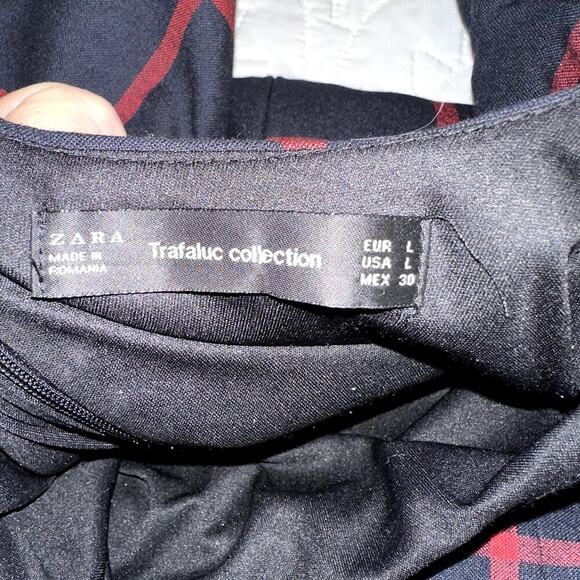 ZARA
MADE IN
ROMANIA
Trafaluc collection
EUR L
USA L
MEX 30